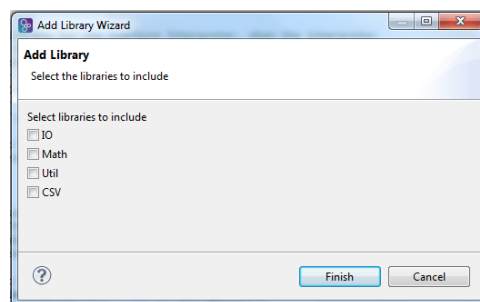 Add Library Wizard
Add Library
Select the libraries to include
Select libraries to include
IO
Math
Util
CSV
?
Finish
Cancel